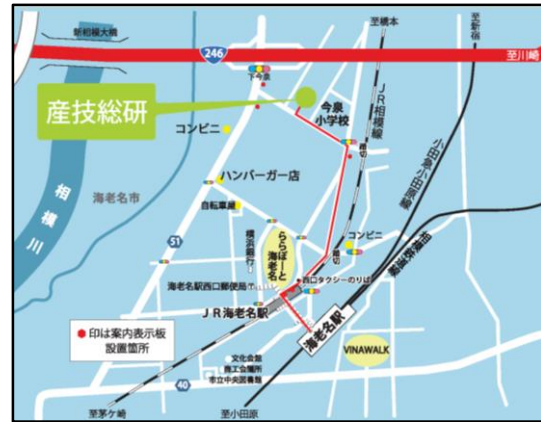 新相模大橋
至橋本
至新宿
246
至川崎
下今泉
産技総研
今泉
小学校
JR相模線
踏切
小田急小田原線
コンビニ
ハンバーガー店
相模川
海老名市
自転車屋
相模鉄道線
51
横浜銀行
ららぽーと
海老名
コンビニ
踏切
西口タクシーのりば
海老名駅西口郵便局
JR海老名駅
海老名駅
印は案内表示板
設置箇所
VINAWALK
文化会館
商工会議所
市立中央図書館
40
至茅ケ崎
至小田原